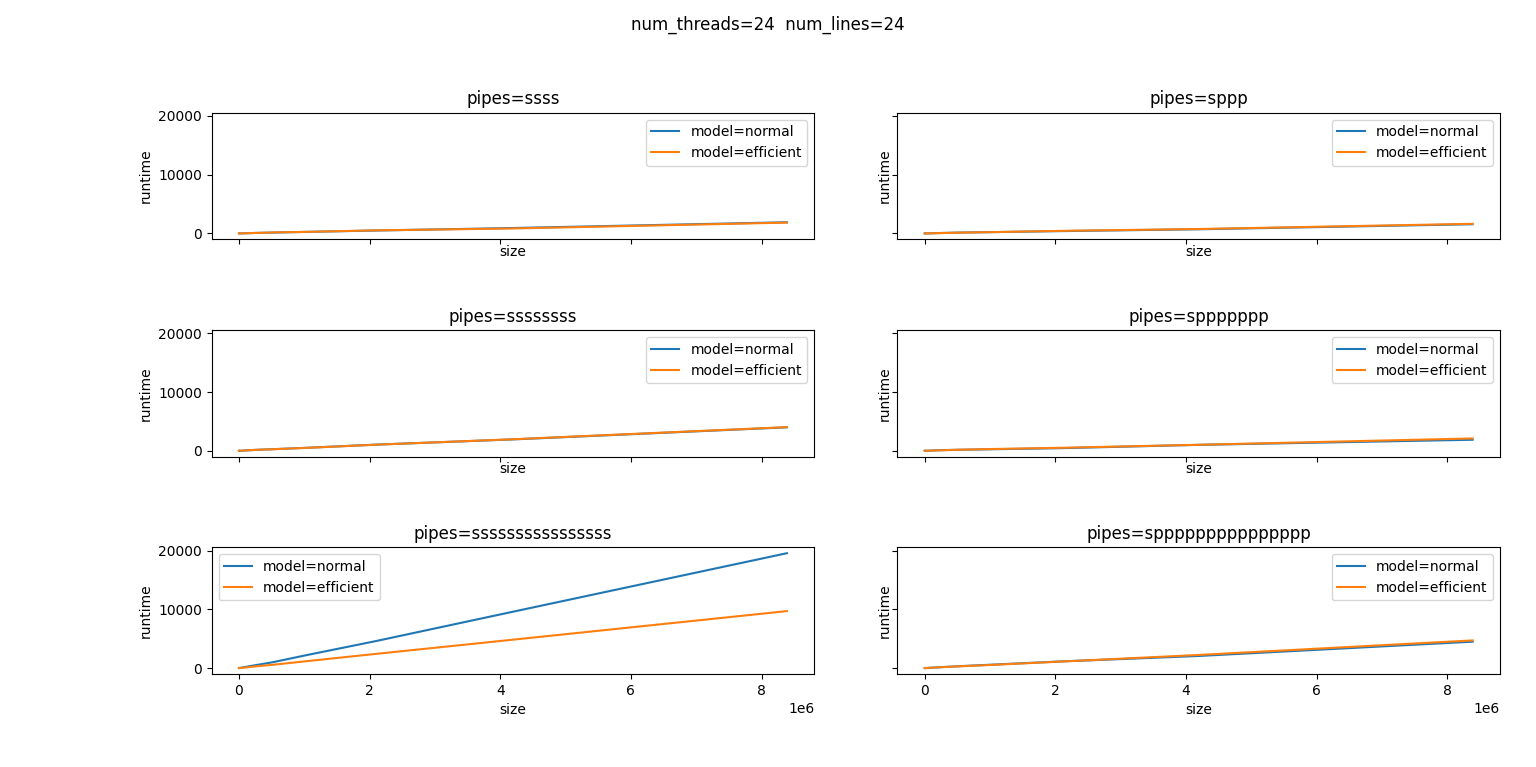 num_threads=24  num_lines=24
pipes=ssss
20000
10000
0
runtime
model=normal
model=efficient
size
pipes=sppp
runtime
model=normal
model=efficient
size
pipes=ssssssss
20000
10000
0
runtime
model=normal
model=efficient
size
pipes=sppppppp
runtime
model=normal
model=efficient
size
pipes=ssssssssssssssss
20000
10000
0
runtime
model=normal
model=efficient
0 2 4 6 8
1e6
size
pipes=sppppppppppppppp
runtime
model=normal
model=efficient
0 2 4 6 8
1e6
size